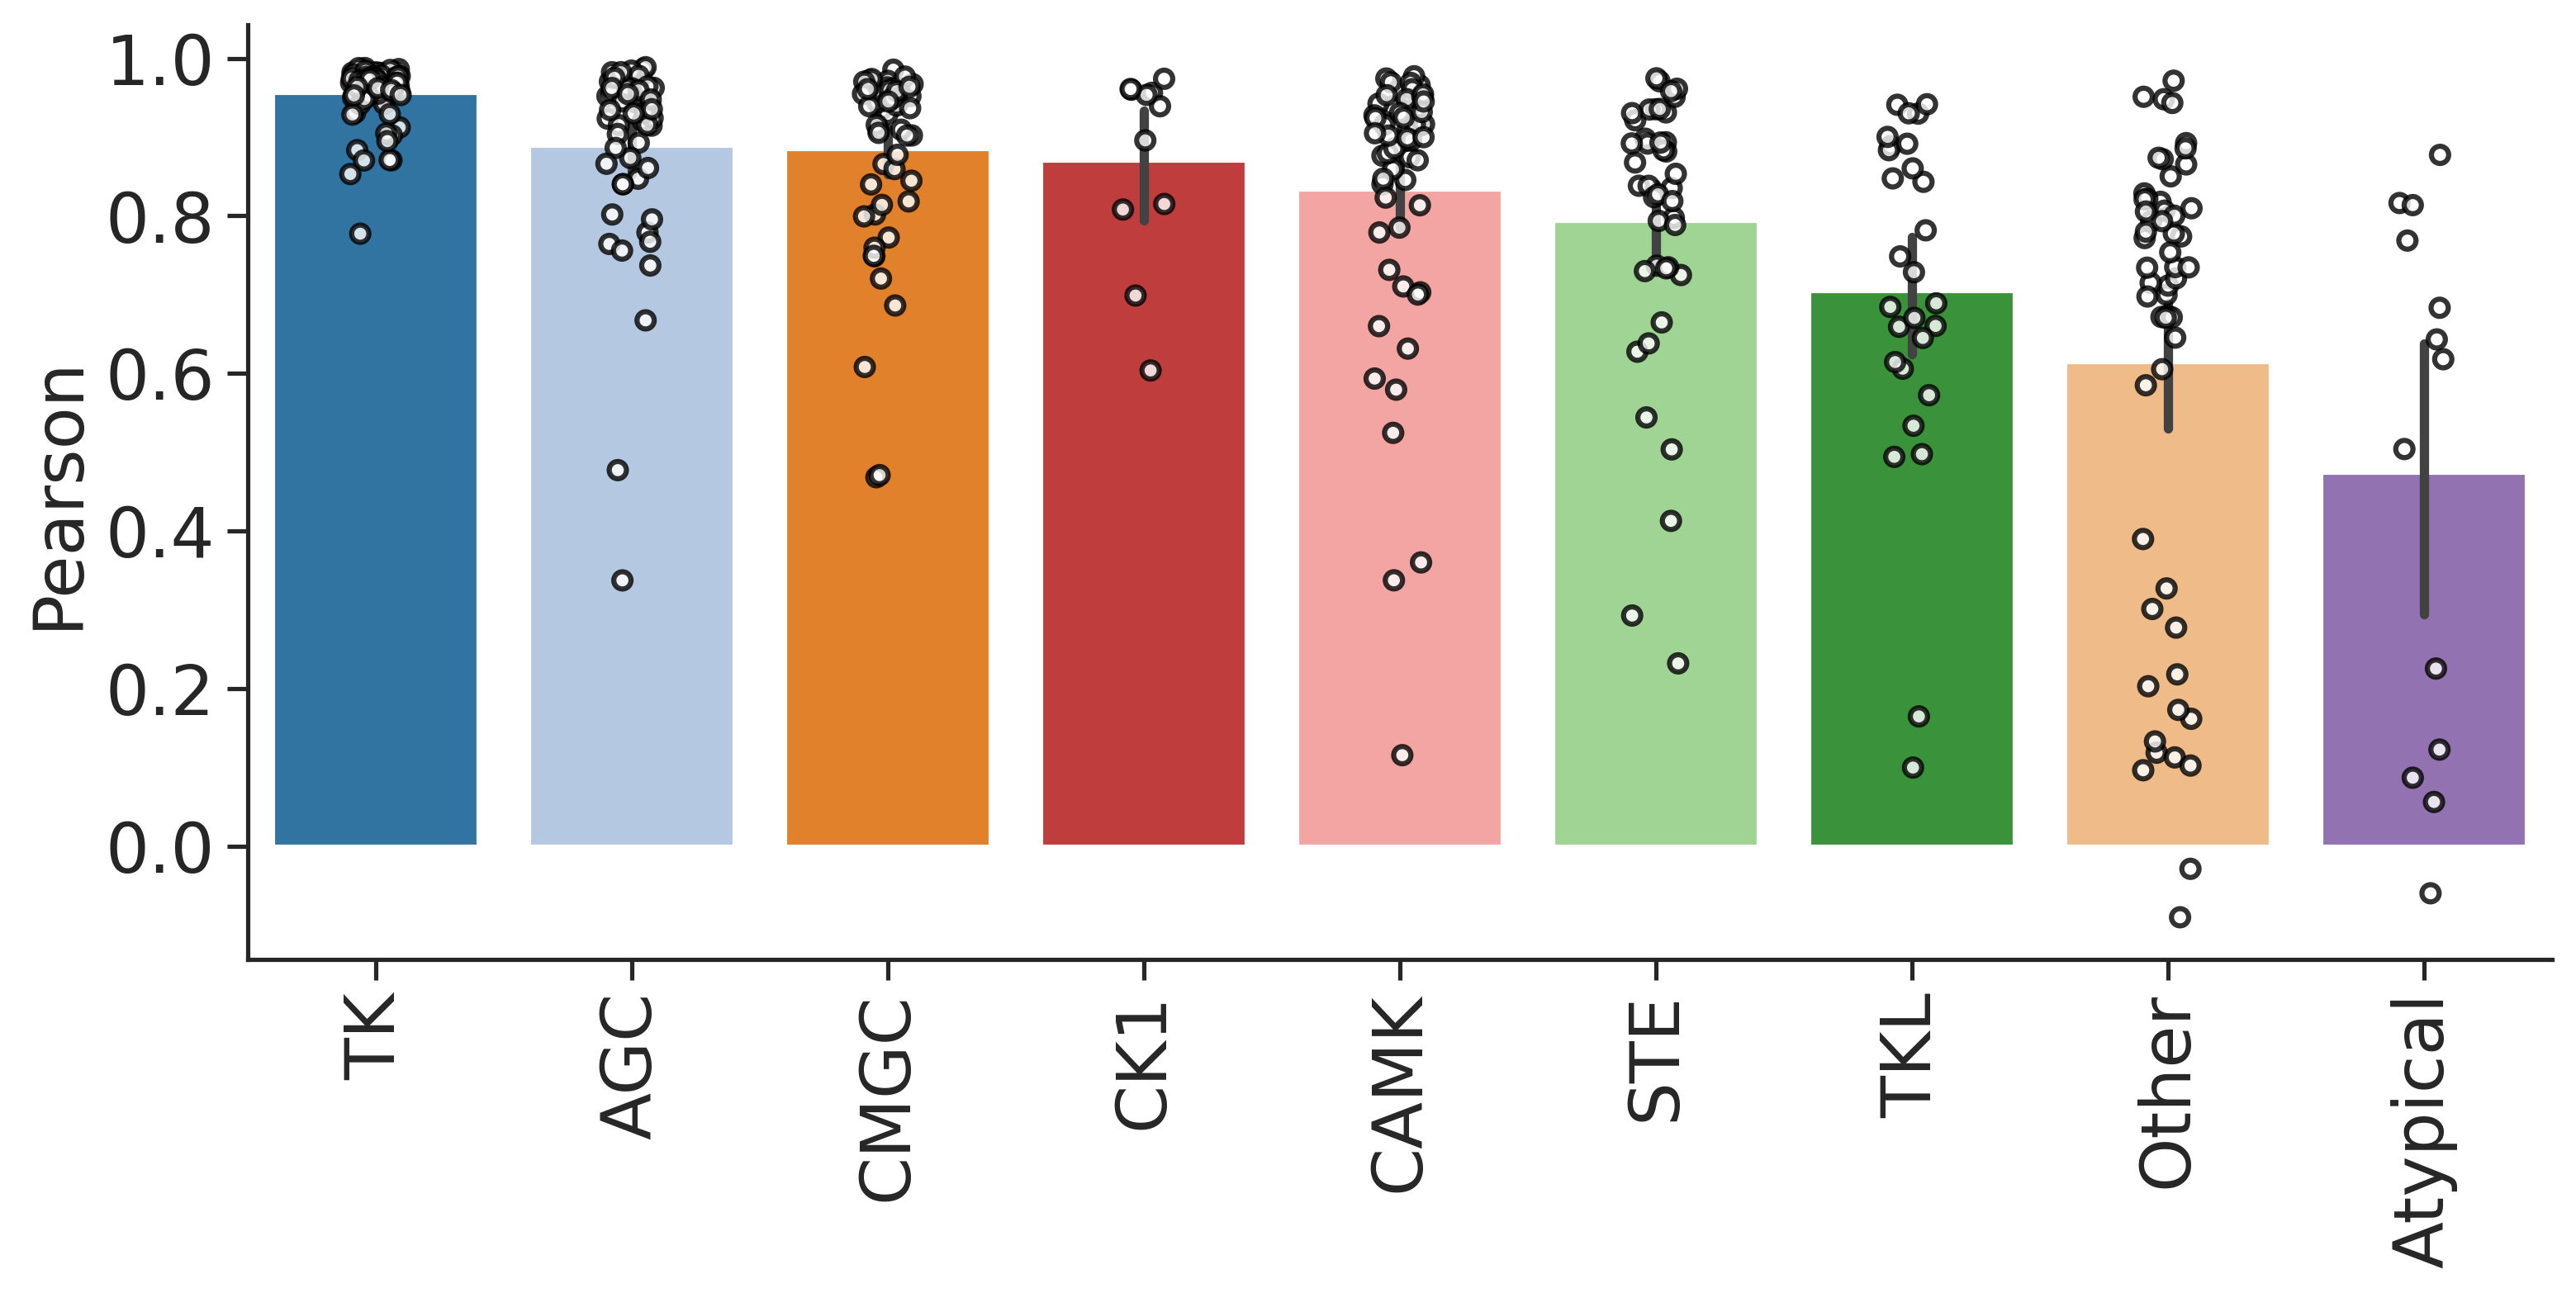 Pearson
1.0
0.8
0.6
0.4
0.2
0.0
TK
AGC
CMGC
CK1
CAMK
STE
TKL
Other
Atypical